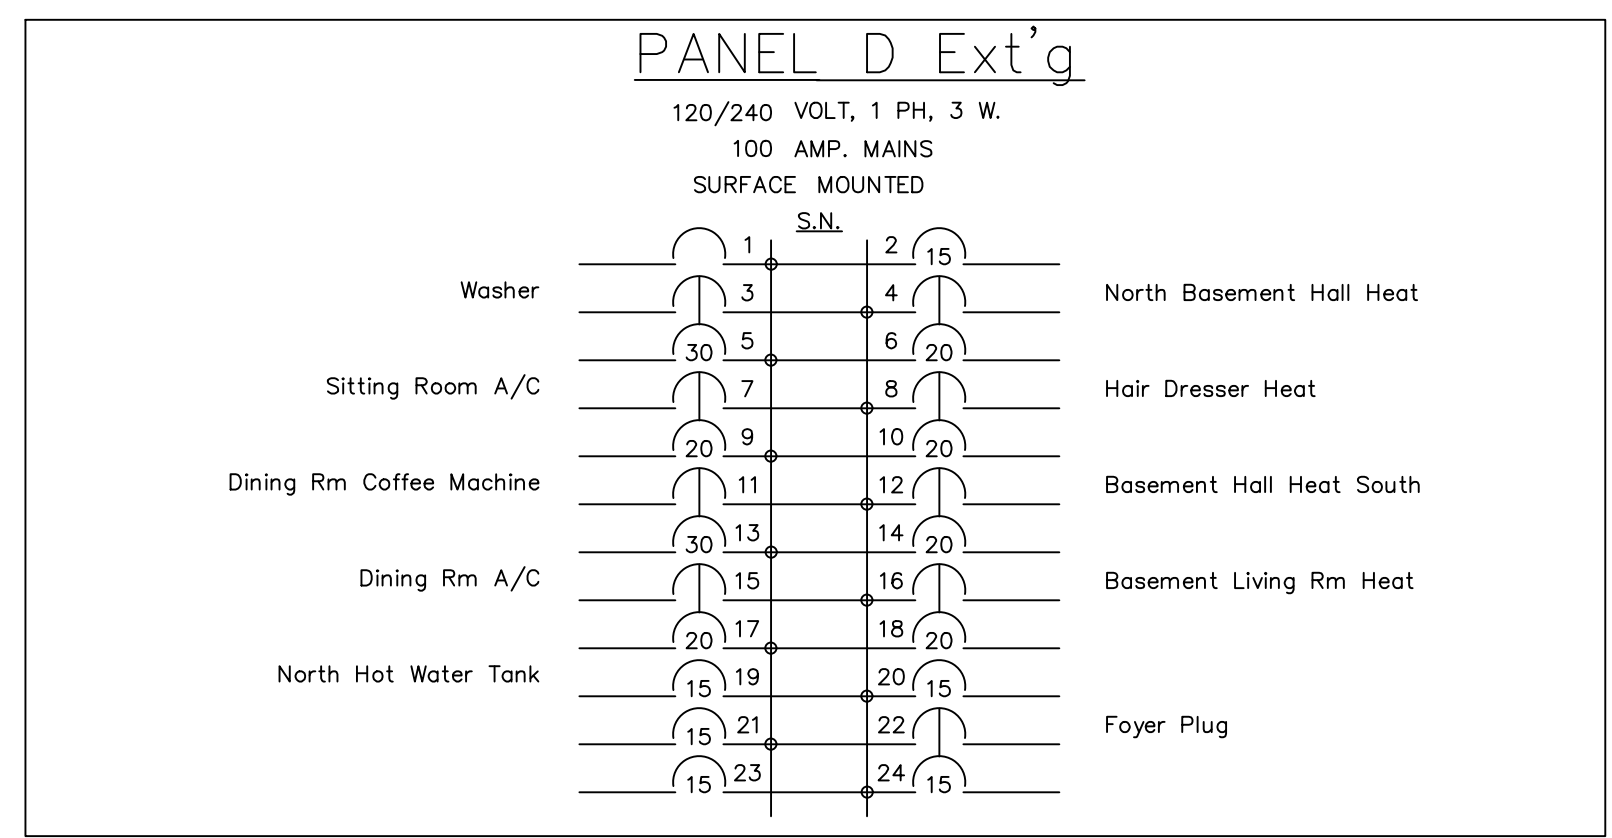 PANEL D Ext'g
120/240 VOLT, 1 PH, 3 W.
100 AMP. MAINS
SURFACE MOUNTED
S.N.
1 2 15
Washer 3 4 North Basement Hall Heat
30 5 6 20
Sitting Room A/C 7 8 Hair Dresser Heat
20 9 10 20
Dining Rm Coffee Machine 11 12 Basement Hall Heat South
30 13 14 20
Dining Rm A/C 15 16 Basement Living Rm Heat
20 17 18 20
North Hot Water Tank 15 19 20 15
15 21 22 Foyer Plug
15 23 24 15